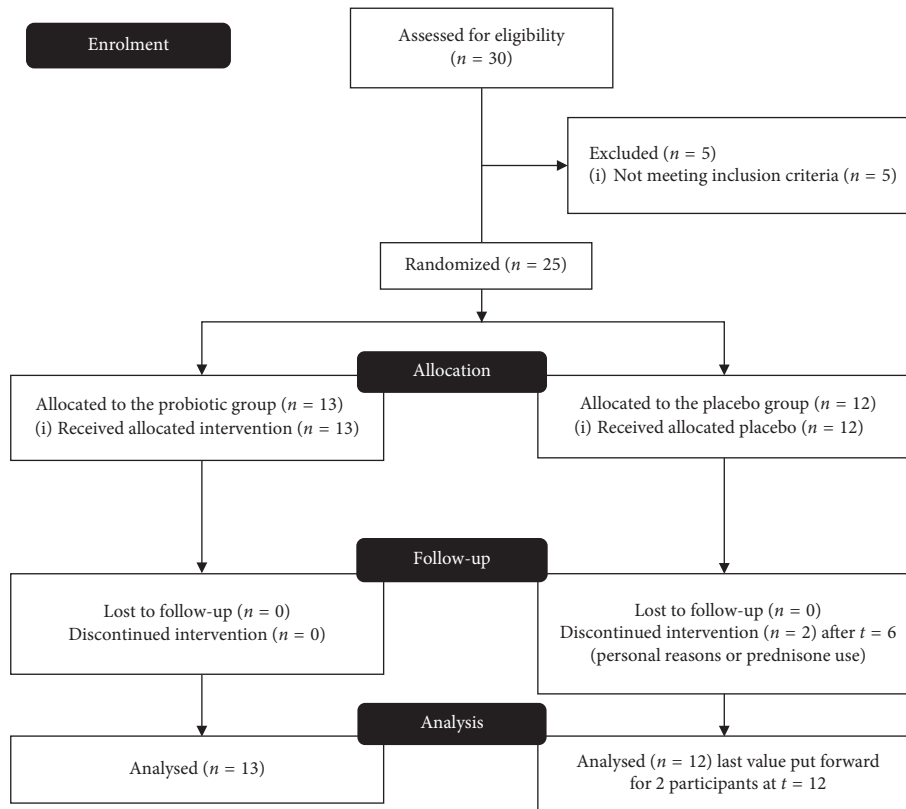 Enrolment
Assessed for eligibility
(n = 30)
Excluded (n = 5)
(i) Not meeting inclusion criteria (n = 5)
Randomized (n = 25)
Allocation
Allocated to the probiotic group (n = 13)
(i) Received allocated intervention (n = 13)
Allocated to the placebo group (n = 12)
(i) Received allocated placebo (n = 12)
Follow-up
Lost to follow-up (n = 0)
Discontinued intervention (n = 0)
Lost to follow-up (n = 0)
Discontinued intervention (n = 2) after t = 6
(personal reasons or prednisone use)
Analysis
Analysed (n = 13)
Analysed (n = 12) last value put forward
for 2 participants at t = 12